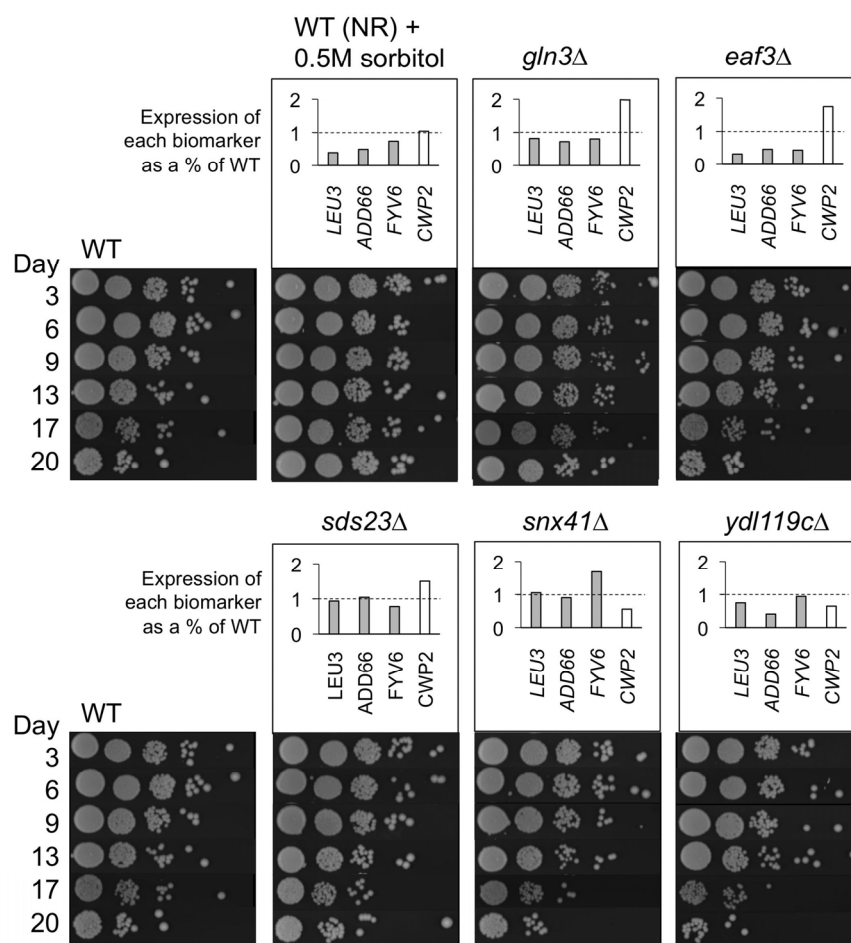 WT (NR) +
0.5M sorbitol
gln3Δ
eaf3Δ
Expression of
each biomarker
as a % of WT
2
1
0
LEU3
ADD66
FYV6
CWP2
2
1
0
LEU3
ADD66
FYV6
CWP2
2
1
0
LEU3
ADD66
FYV6
CWP2
WT
Day
3
6
9
13
17
20
sds23Δ
snx41Δ
ydl119cΔ
Expression of
each biomarker
as a % of WT
2
1
0
LEU3
ADD66
FYV6
CWP2
2
1
0
LEU3
ADD66
FYV6
CWP2
2
1
0
LEU3
ADD66
FYV6
CWP2
WT
Day
3
6
9
13
17
20